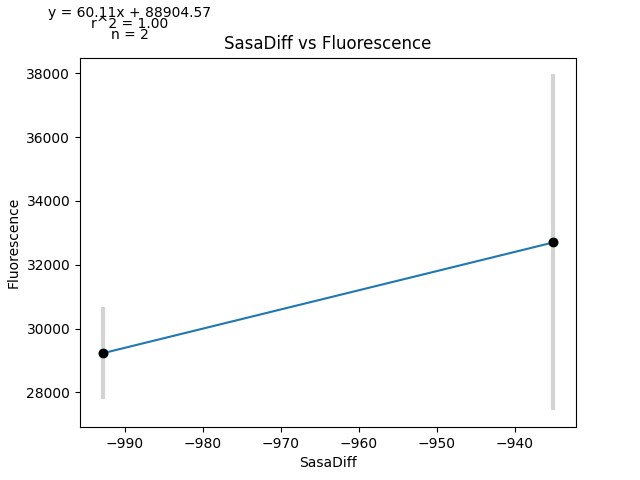 y = 60.11x + 88904.57
r^2 = 1.00
n = 2
SasaDiff vs Fluorescence
38000
36000
34000
32000
30000
28000
Fluorescence
−990
−980
−970
−960
−950
−940
SasaDiff